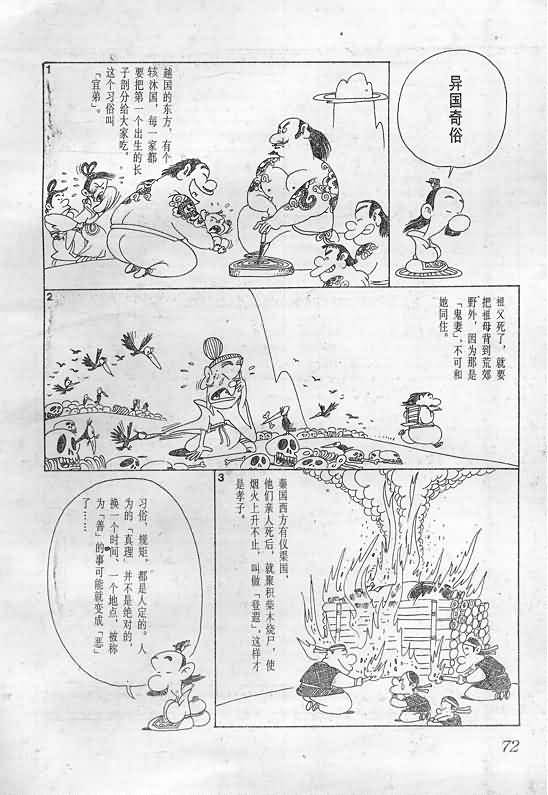 异国奇俗
1
越国的东方，有个
轶沐国，每一家都
要把第一个出生的长
子剖分给大家吃，
这个习俗叫
「宜弟」。
2
祖父死了，就要
把祖母背到荒郊
野外，因为那是
「鬼妻」，不可和
她同住。
3
秦国西方有仪渠国，
他们亲人死后，就聚积柴木烧尸，使
烟火上升不止，叫做「登遐」，这样才
是孝子。
习俗、规矩，都是人定的。人
为的「真理」并不是绝对的，
换一个时间、一个地点，被称
为「善」的事可能就变成「恶」
了……
72